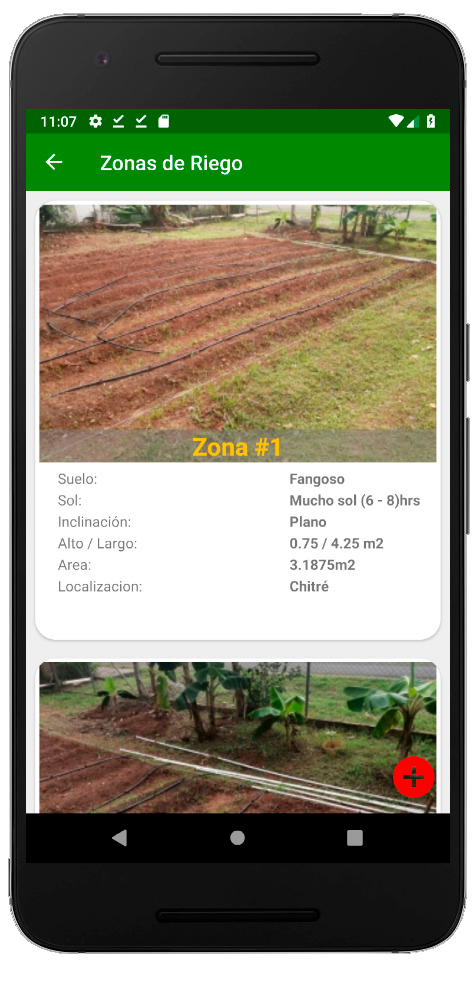 11:07
Zonas de Riego
Zona #1
Suelo: Fangoso
Sol: Mucho sol (6 - 8)hrs
Inclinación: Plano
Alto / Largo: 0.75 / 4.25 m2
Area: 3.1875m2
Localizacion: Chitré